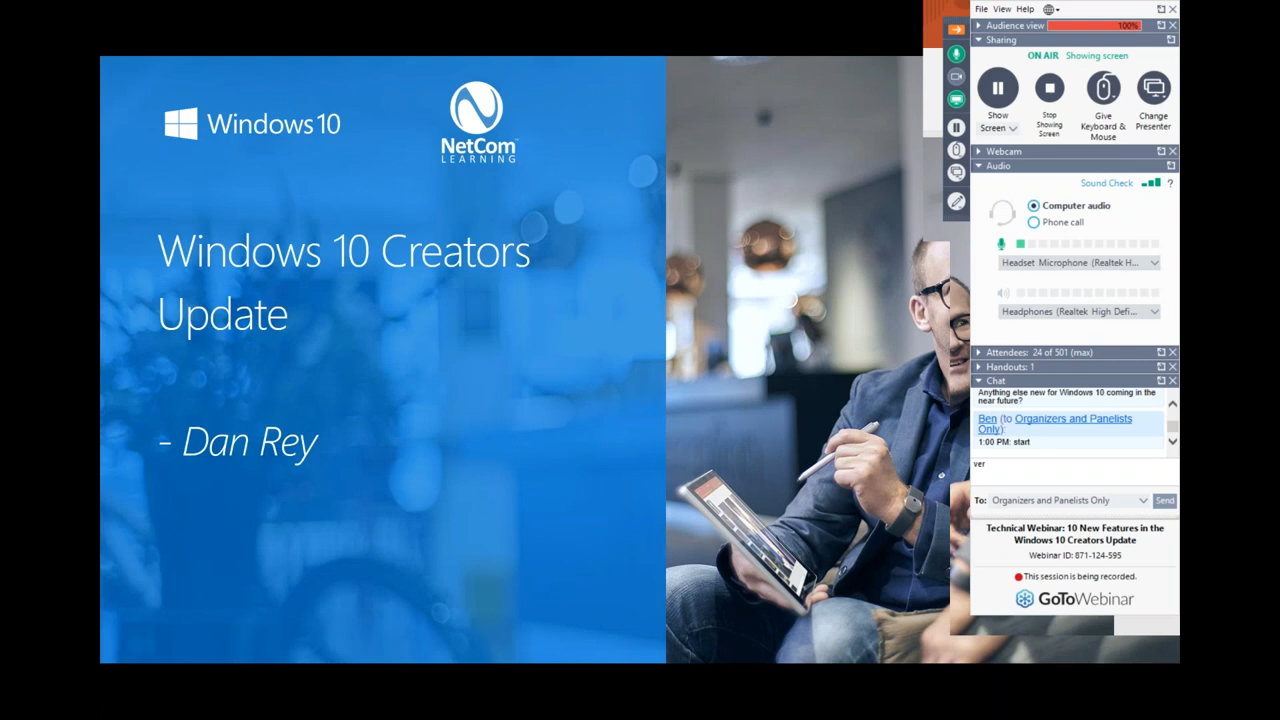 Windows 10
NetCom™
LEARNING
Windows 10 Creators
Update
- Dan Rey
File View Help
Audience view 100%
Sharing
ON AIR Showing screen
Show
Screen
Stop
Showing
Screen
Give
Keyboard &
Mouse
Change
Presenter
Webcam
Audio
Sound Check ?
Computer audio
Phone call
Headset Microphone (Realtek H...
Headphones (Realtek High Defi...
Attendees: 24 of 501 (max)
Handouts: 1
Chat
Anything else new for Windows 10 coming in the
near future?
Ben (to Organizers and Panelists
Only):
1:00 PM: start
ver
To: Organizers and Panelists Only Send
Technical Webinar: 10 New Features in the
Windows 10 Creators Update
Webinar ID: 871-124-595
This session is being recorded.
GoToWebinar